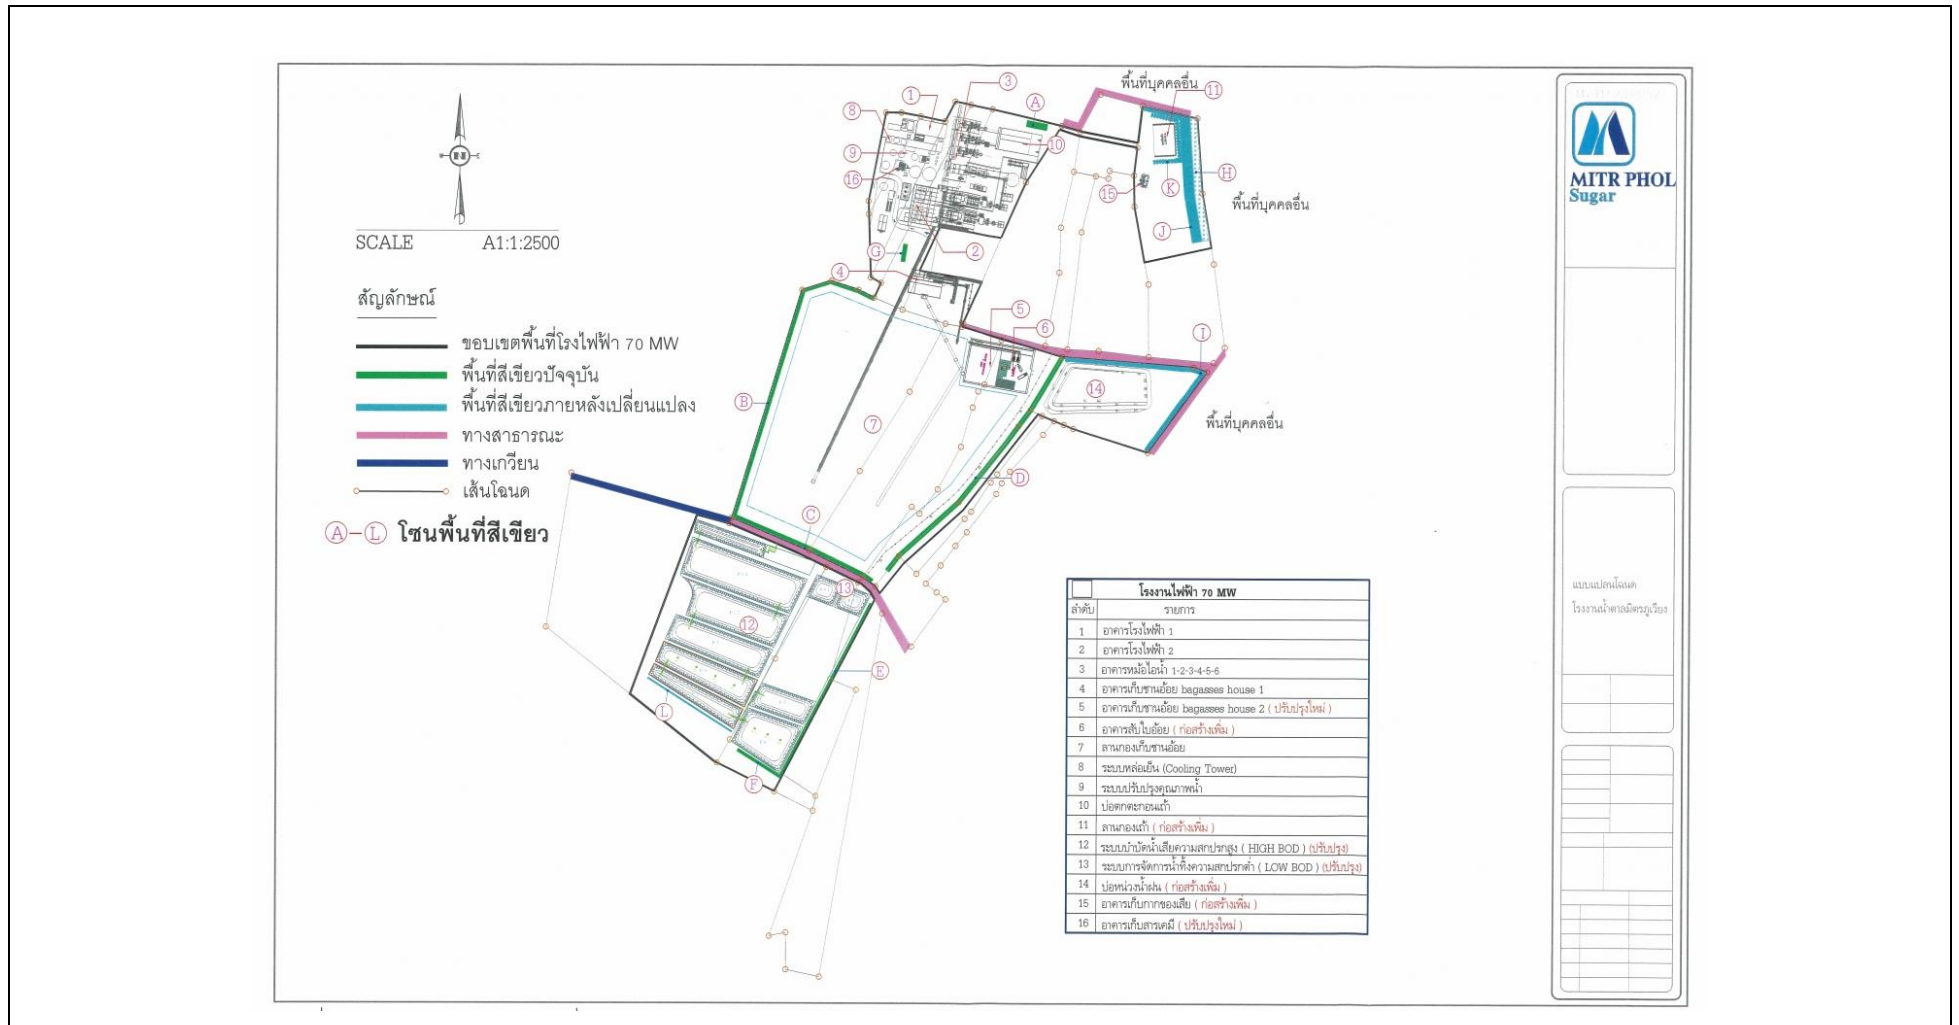 พื้นที่บุคคลอื่น
3
11
1
A
8
10
9
16
15
K
H
พื้นที่บุคคลอื่น
J
G
2
4
SCALE A1:1:2500
สัญลักษณ์
ขอบเขตพื้นที่โรงไฟฟ้า 70 MW
พื้นที่สีเขียวปัจจุบัน
พื้นที่สีเขียวภายหลังเปลี่ยนแปลง
ทางสาธารณะ
ทางเกวียน
เส้นโฉนด
A-L โซนพื้นที่สีเขียว
5
6
I
14
B
7
พื้นที่บุคคลอื่น
D
C
13
12
E
L
F
MITR PHOL
Sugar
แบบแปลนโฉนด
โรงงานน้ำตาลมิตรภูเวียง
โรงงานไฟฟ้า 70 MW
ลำดับ รายการ
1 อาคารโรงไฟฟ้า 1
2 อาคารโรงไฟฟ้า 2
3 อาคารหม้อไอน้ำ 1-2-3-4-5-6
4 อาคารเก็บชานอ้อย bagasses house 1
5 อาคารเก็บชานอ้อย bagasses house 2 ( ปรับปรุงใหม่ )
6 อาคารสับใบอ้อย ( ก่อสร้างเพิ่ม )
7 ลานกองเก็บชานอ้อย
8 ระบบหล่อเย็น (Cooling Tower)
9 ระบบปรับปรุงคุณภาพน้ำ
10 บ่อตกตะกอนเถ้า
11 ลานกองเถ้า ( ก่อสร้างเพิ่ม )
12 ระบบบำบัดน้ำเสียความสกปรกสูง ( HIGH BOD ) (ปรับปรุง)
13 ระบบการจัดการน้ำทิ้งความสกปรกต่ำ ( LOW BOD ) (ปรับปรุง)
14 บ่อหน่วงน้ำฝน ( ก่อสร้างเพิ่ม )
15 อาคารเก็บกากของเสีย ( ก่อสร้างเพิ่ม )
16 อาคารเก็บสารเคมี ( ปรับปรุงใหม่ )